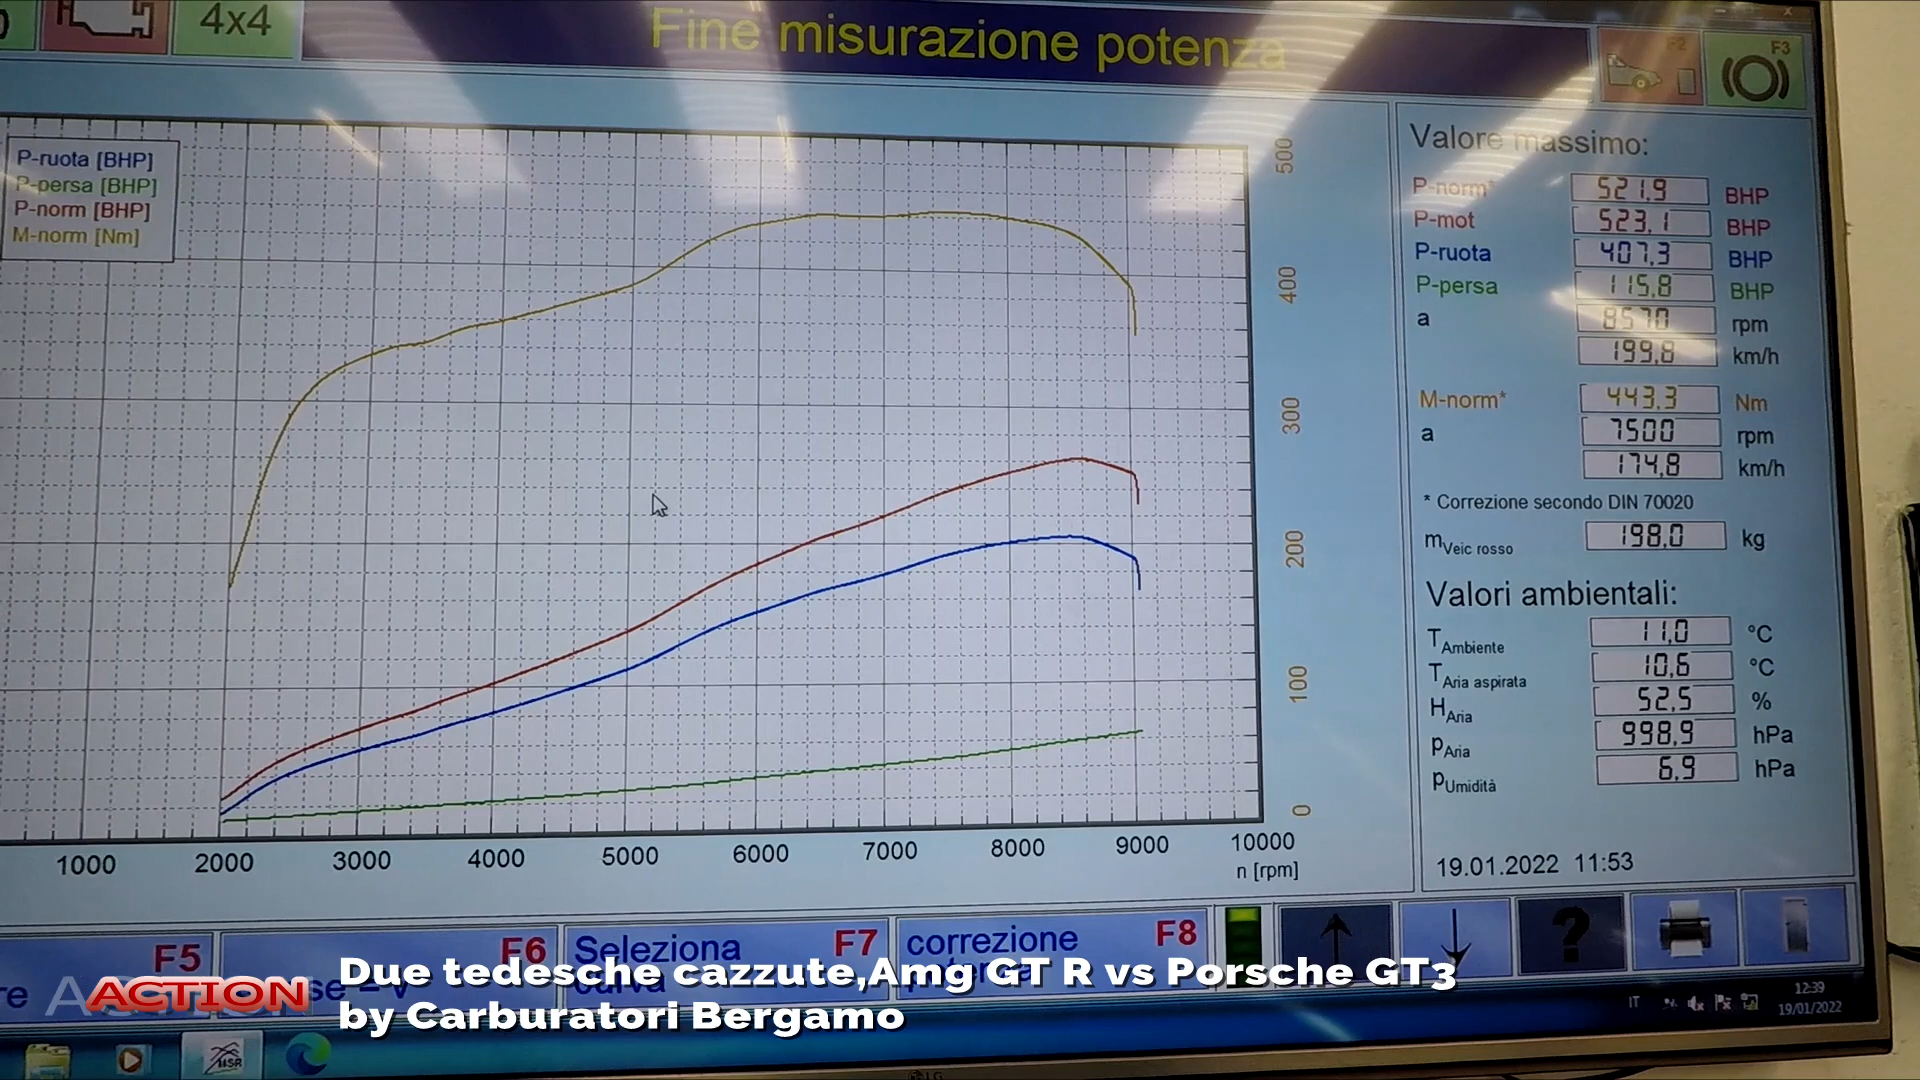 4x4
Fine misurazione potenza
F2
F3
P-ruota [BHP]
P-persa [BHP]
P-norm [BHP]
M-norm [Nm]
500
400
300
200
100
0
1000 2000 3000 4000 5000 6000 7000 8000 9000 10000
n [rpm]
Valore massimo:
P-norm* 521,9 BHP
P-mot 523,1 BHP
P-ruota 407,3 BHP
P-persa 115,8 BHP
a 8570 rpm
199,8 km/h
M-norm* 443,3 Nm
a 7500 rpm
174,8 km/h
* Correzione secondo DIN 70020
mVeic rosso 198,0 kg
Valori ambientali:
TAmbiente 11,0 °C
TAria aspirata 10,6 °C
HAria 52,5 %
pAria 998,9 hPa
pUmidità 6,9 hPa
19.01.2022 11:53
F5
F6
Seleziona F7
curva
correzione F8
?
ACTION
Due tedesche cazzute,Amg GT R vs Porsche GT3
by Carburatori Bergamo
IT
12:39
19/01/2022
MSR
LG